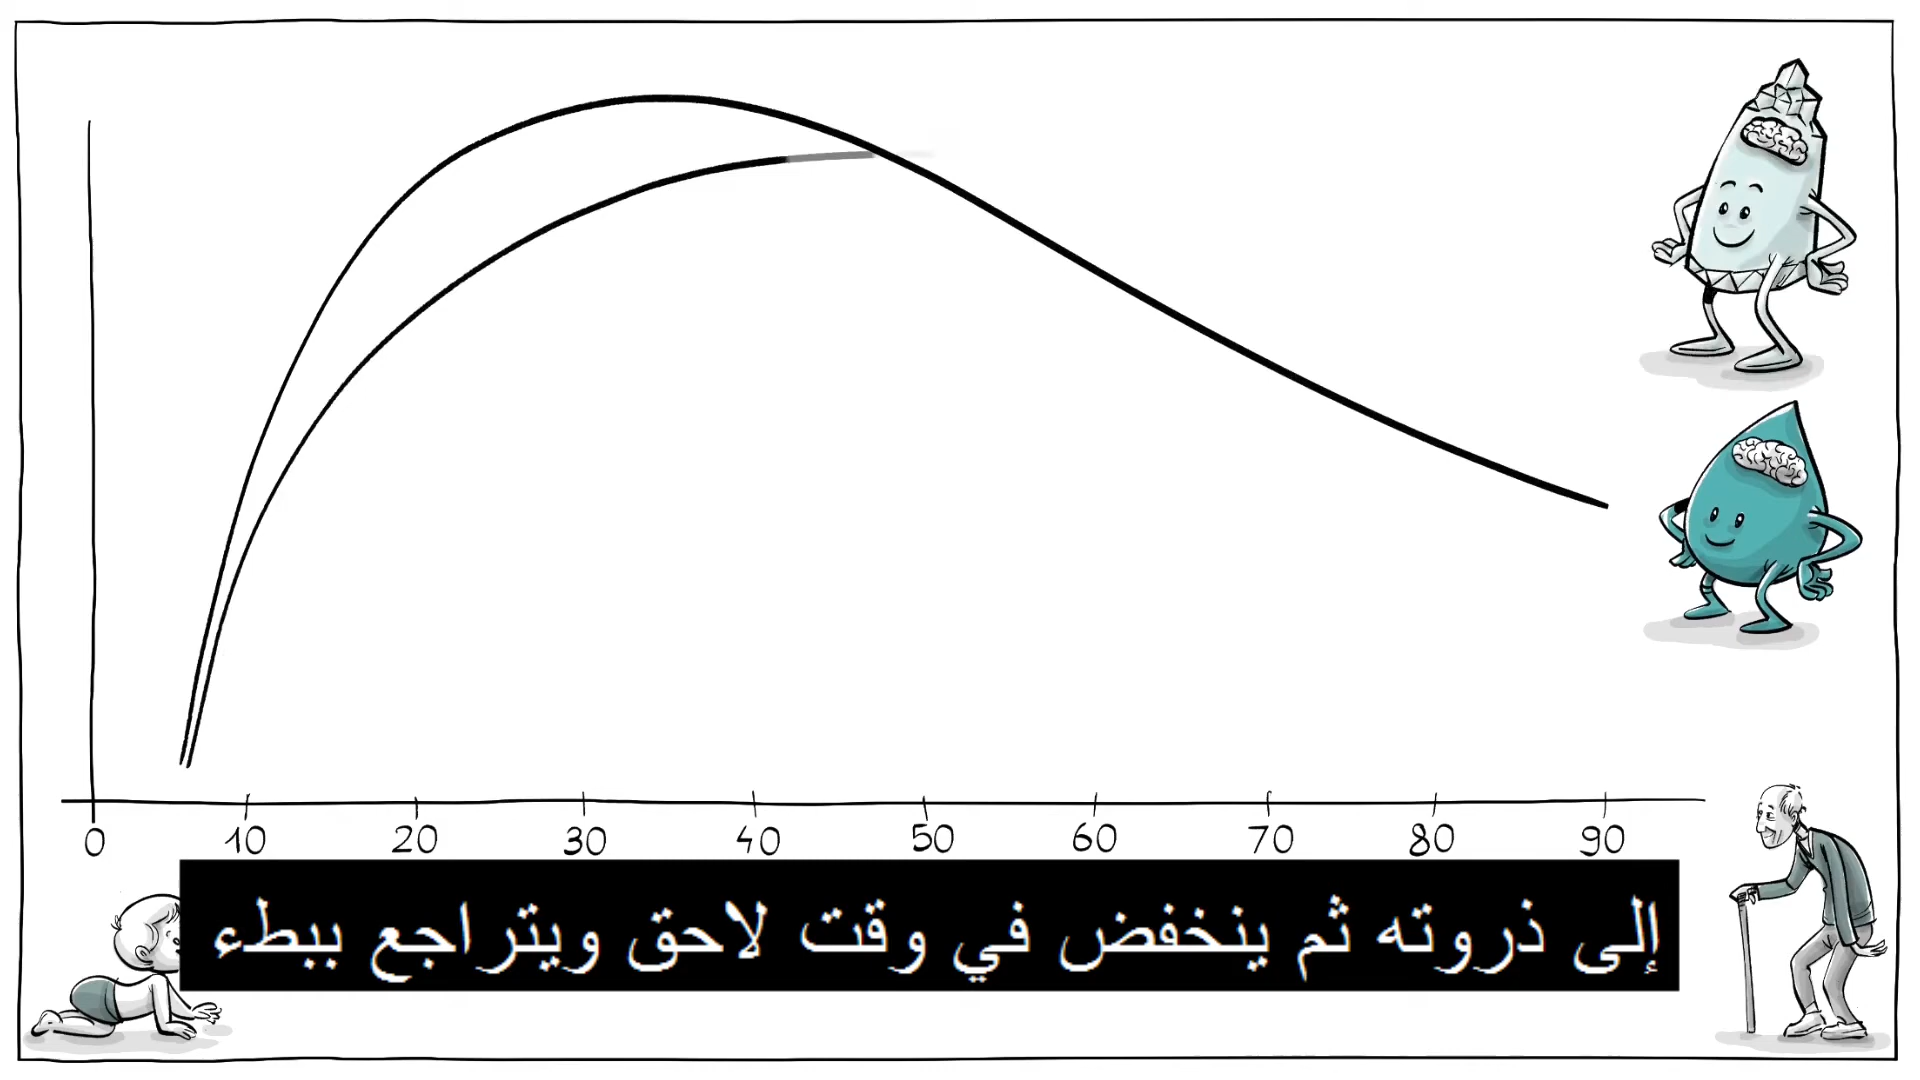 0 10 20 30 40 50 60 70 80 90
إلى ذروته ثم ينخفض في وقت لاحق ويتراجع ببطء